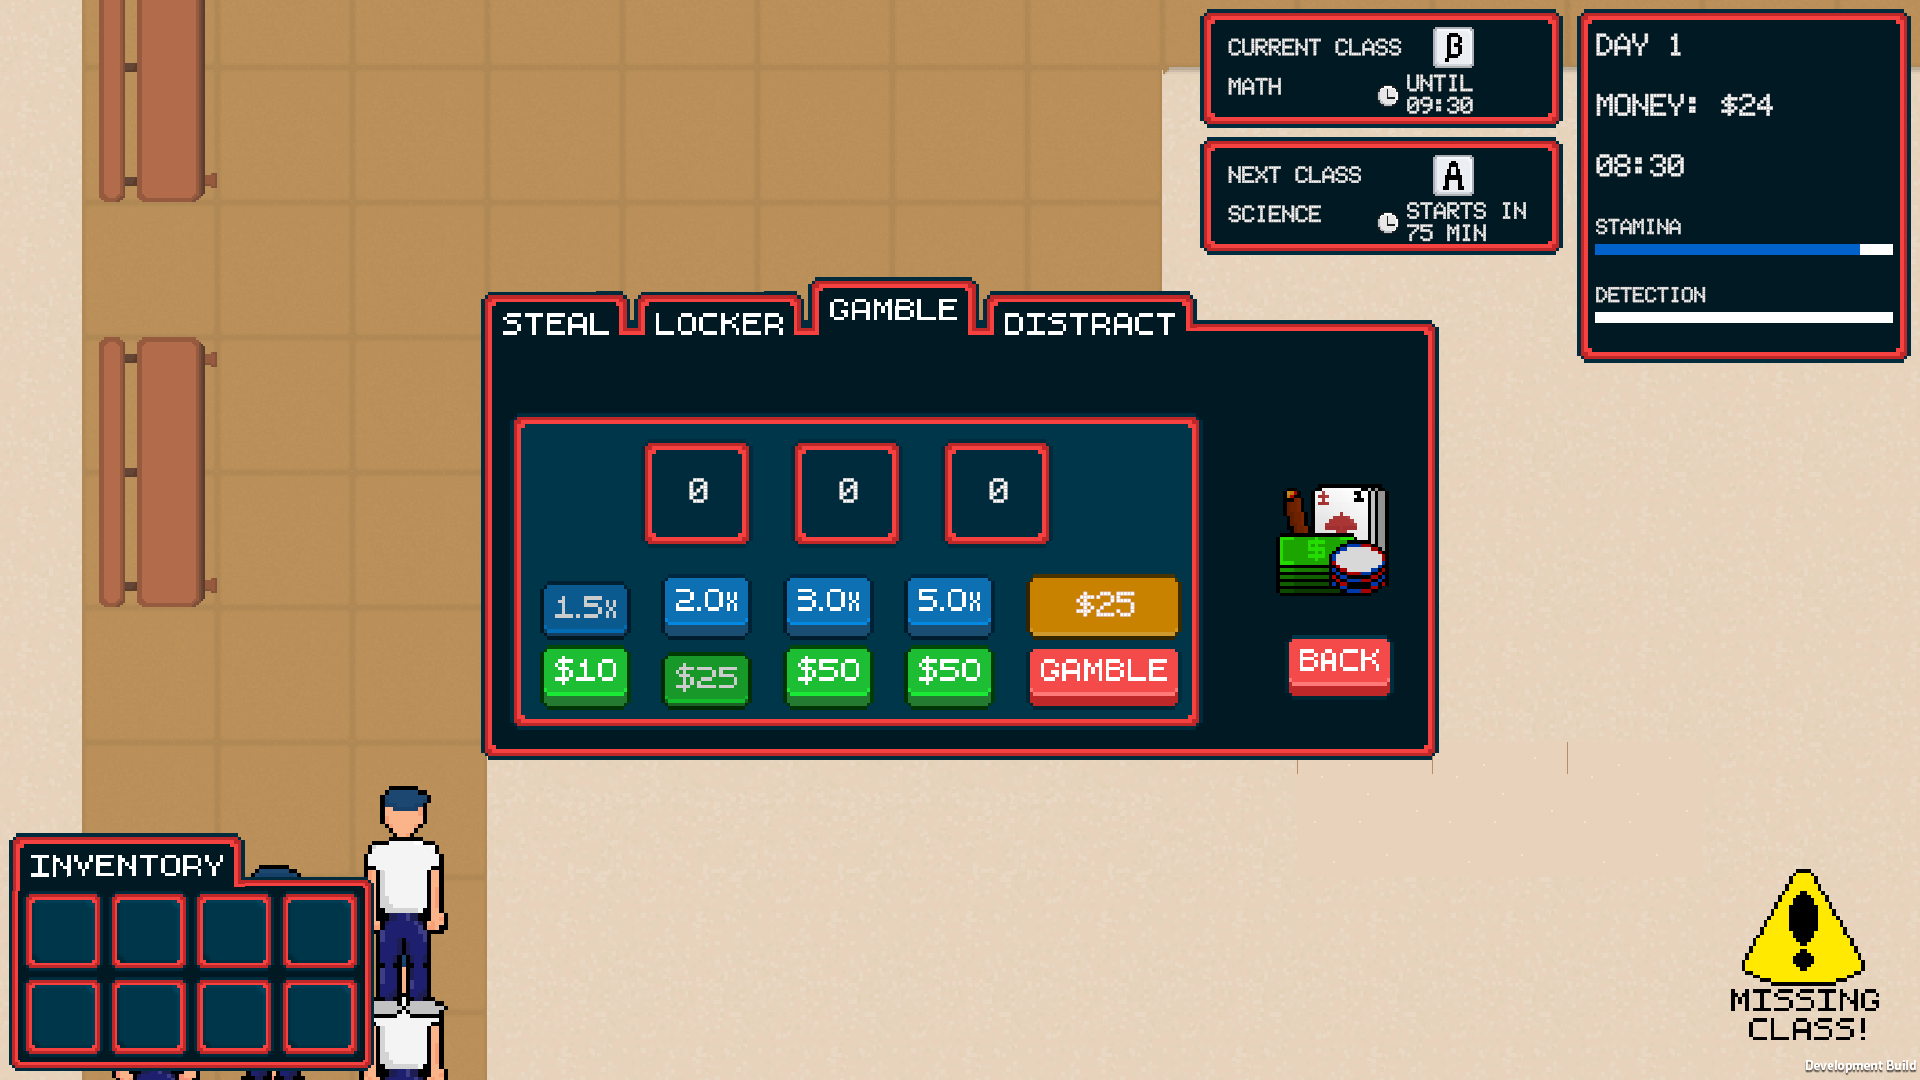 CURRENT CLASS β
MATH
UNTIL
09:30
NEXT CLASS A
SCIENCE
STARTS IN
75 MIN
DAY 1
MONEY: $24
08:30
STAMINA
DETECTION
STEAL LOCKER GAMBLE DISTRACT
0 0 0
1.5x 2.0x 3.0x 5.0x $25
$10 $25 $50 $50 GAMBLE
BACK
INVENTORY
MISSING
CLASS!
Development Build